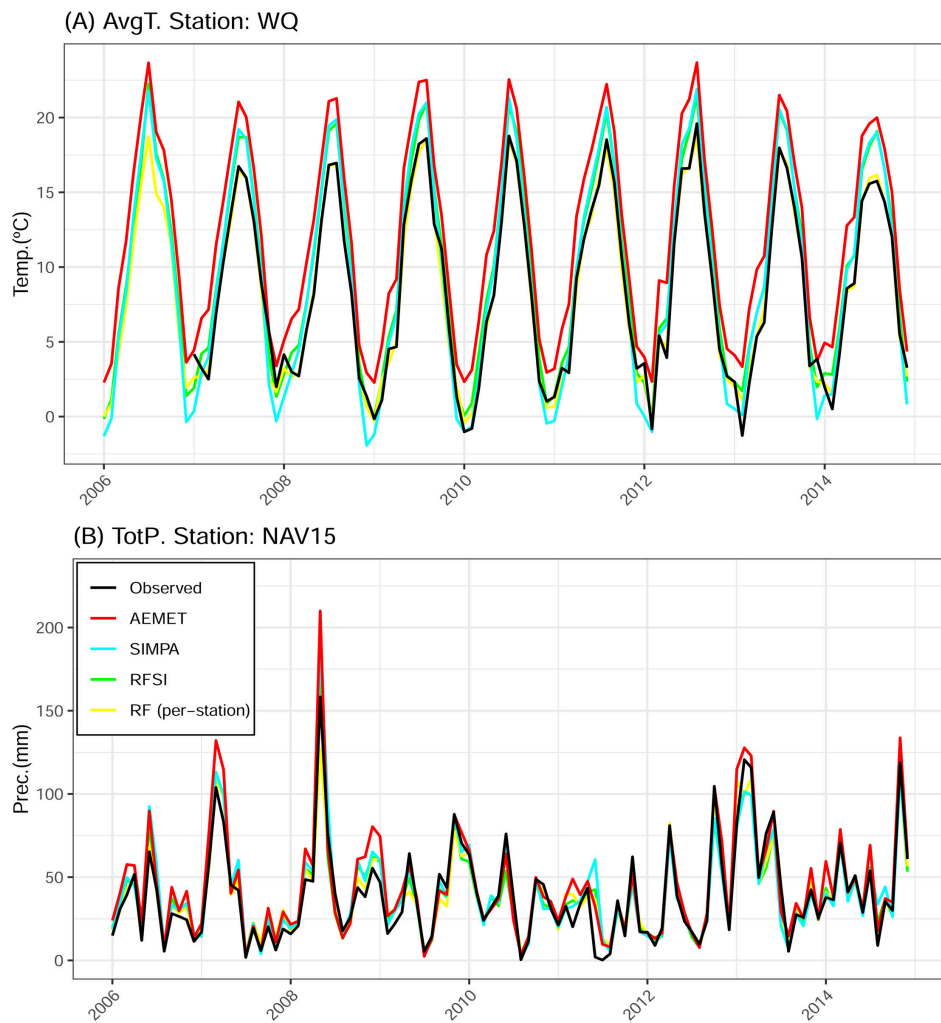 (A) AvgT. Station: WQ
Temp.(ºC)
20
15
10
5
0
2006
2008
2010
2012
2014
(B) TotP. Station: NAV15
Prec.(mm)
200
150
100
50
0
Observed
AEMET
SIMPA
RFSI
RF (per−station)
2006
2008
2010
2012
2014